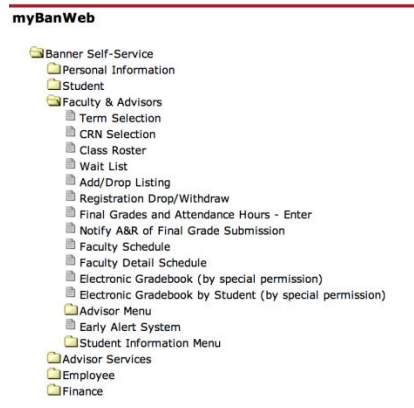 myBanWeb
Banner Self-Service
Personal Information
Student
Faculty & Advisors
Term Selection
CRN Selection
Class Roster
Wait List
Add/Drop Listing
Registration Drop/Withdraw
Final Grades and Attendance Hours - Enter
Notify A&R of Final Grade Submission
Faculty Schedule
Faculty Detail Schedule
Electronic Gradebook (by special permission)
Electronic Gradebook by Student (by special permission)
Advisor Menu
Early Alert System
Student Information Menu
Advisor Services
Employee
Finance